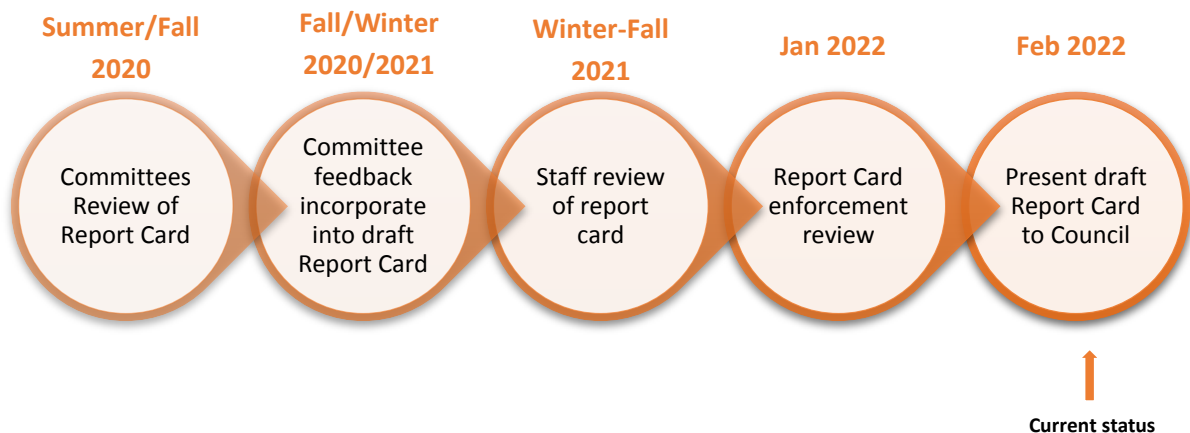 Summer/Fall
2020
Fall/Winter
2020/2021
Winter-Fall
2021
Jan 2022
Feb 2022
Committees
Review of
Report Card
Committee
feedback
incorporate
into draft
Report Card
Staff review
of report
card
Report Card
enforcement
review
Present draft
Report Card
to Council
Current status